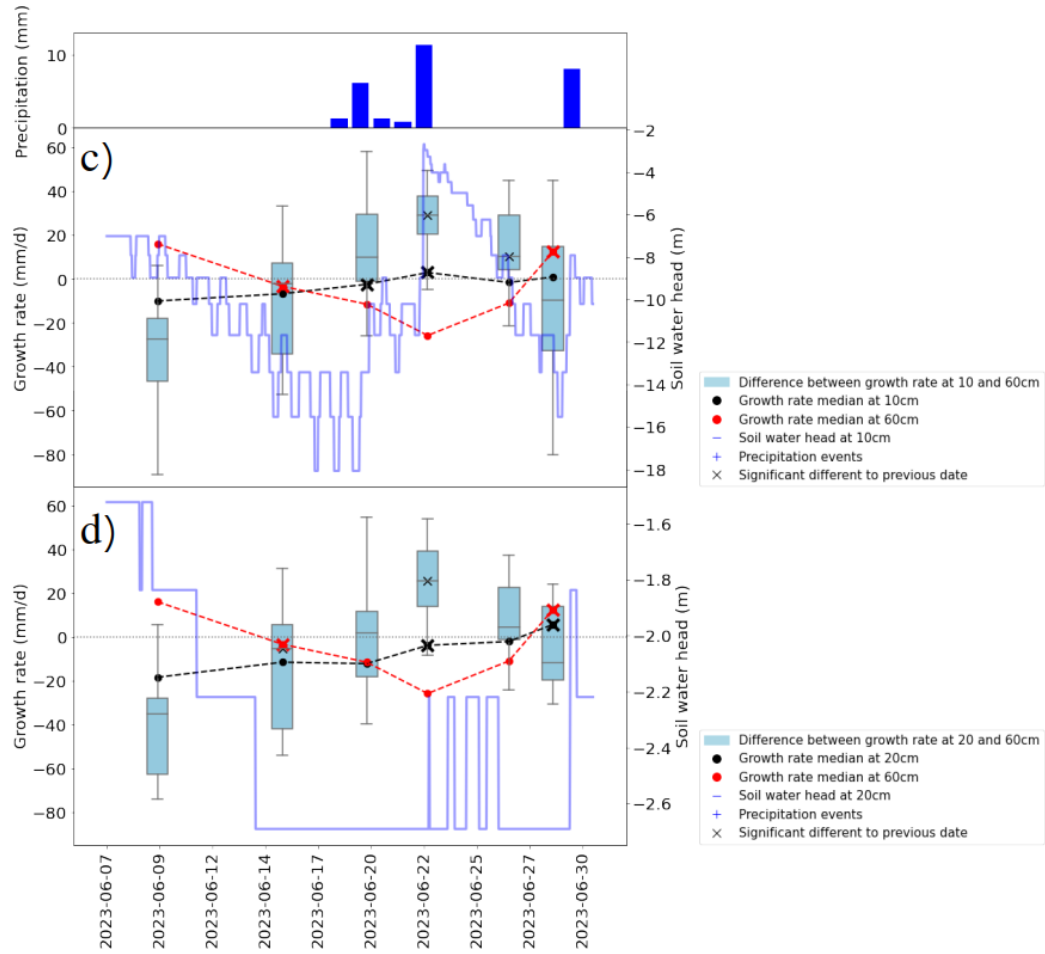 Precipitation (mm)
10
0
c)
Growth rate (mm/d)
60
40
20
0
−20
−40
−60
−80
Soil water head (m)
−2
−4
−6
−8
−10
−12
−14
−16
−18
Difference between growth rate at 10 and 60cm
Growth rate median at 10cm
Growth rate median at 60cm
Soil water head at 10cm
Precipitation events
Significant different to previous date
d)
Growth rate (mm/d)
60
40
20
0
−20
−40
−60
−80
Soil water head (m)
−1.6
−1.8
−2.0
−2.2
−2.4
−2.6
Difference between growth rate at 20 and 60cm
Growth rate median at 20cm
Growth rate median at 60cm
Soil water head at 20cm
Precipitation events
Significant different to previous date
2023-06-07
2023-06-09
2023-06-12
2023-06-14
2023-06-17
2023-06-20
2023-06-22
2023-06-25
2023-06-27
2023-06-30